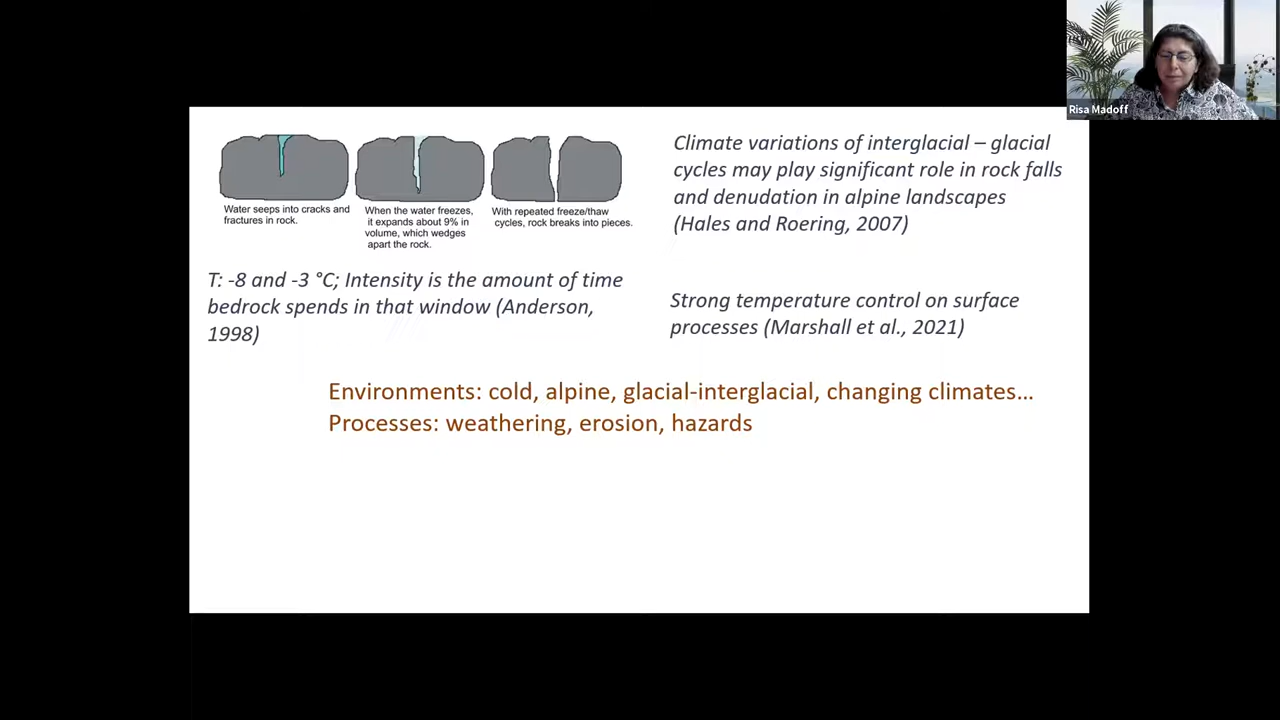 Risa Madoff
Water seeps into cracks and
fractures in rock.
When the water freezes,
it expands about 9% in
volume, which wedges
apart the rock.
With repeated freeze/thaw
cycles, rock breaks into pieces.
Climate variations of interglacial – glacial
cycles may play significant role in rock falls
and denudation in alpine landscapes
(Hales and Roering, 2007)
T: -8 and -3 °C; Intensity is the amount of time
bedrock spends in that window (Anderson,
1998)
Strong temperature control on surface
processes (Marshall et al., 2021)
Environments: cold, alpine, glacial-interglacial, changing climates…
Processes: weathering, erosion, hazards